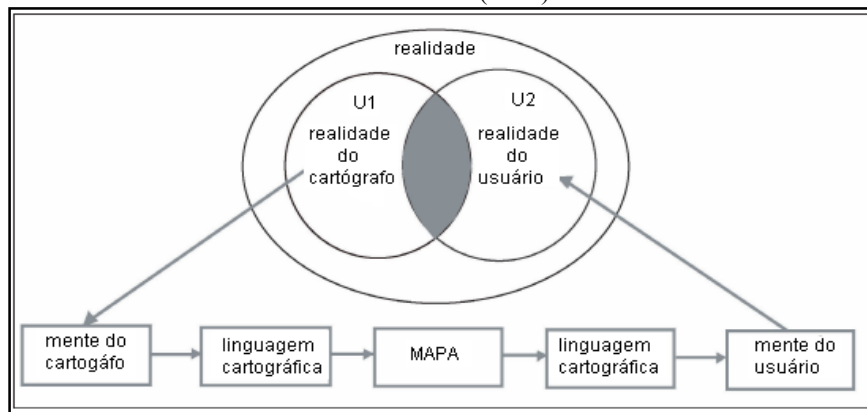 realidade
U1
realidade
do
cartógrafo
U2
realidade
do
usuário
mente do
cartogáfo
linguagem
cartográfica
MAPA
linguagem
cartográfica
mente do
usuário